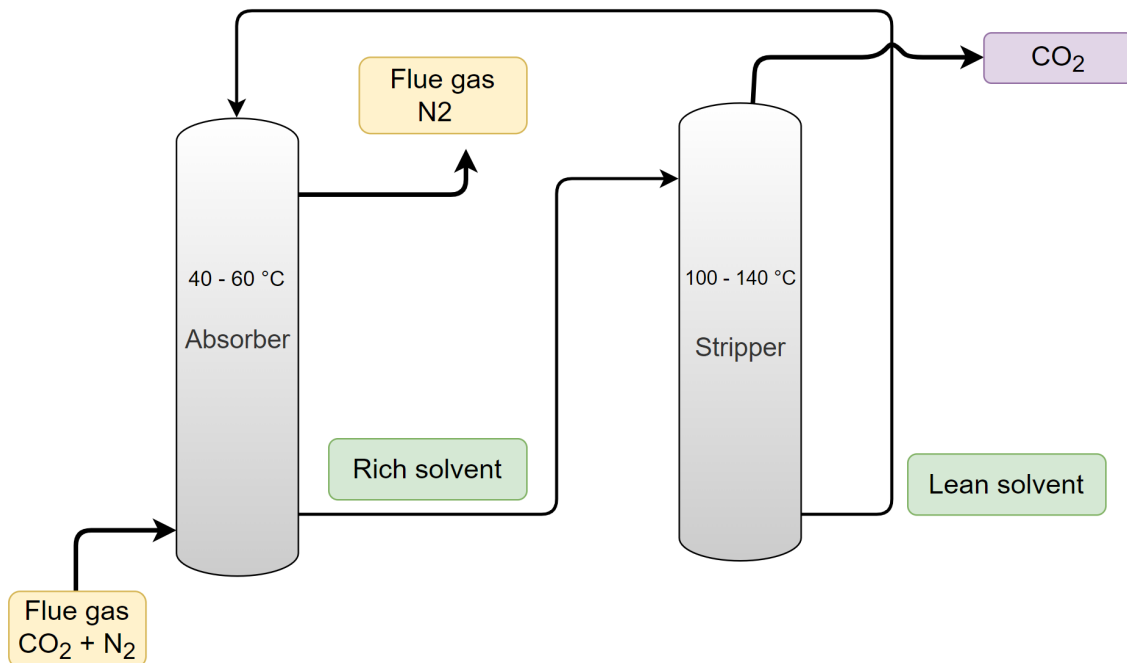 Flue gas
N2
CO₂
40 - 60 °C
Absorber
100 - 140 °C
Stripper
Rich solvent
Lean solvent
Flue gas
CO₂ + N₂